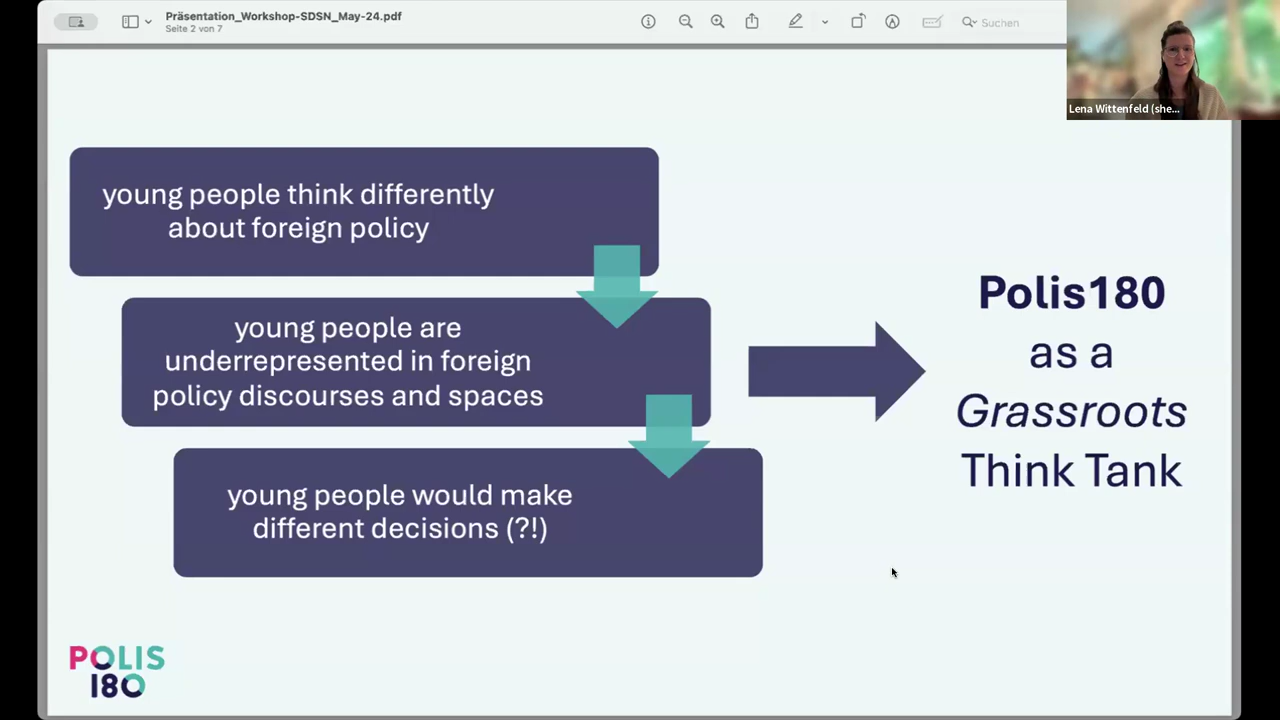 Präsentation_Workshop-SDSN_May-24.pdf
Seite 2 von 7
Suchen
Lena Wittenfeld (she...
young people think differently
about foreign policy
young people are
underrepresented in foreign
policy discourses and spaces
young people would make
different decisions (?!)
Polis180
as a
Grassroots
Think Tank
POLIS
180